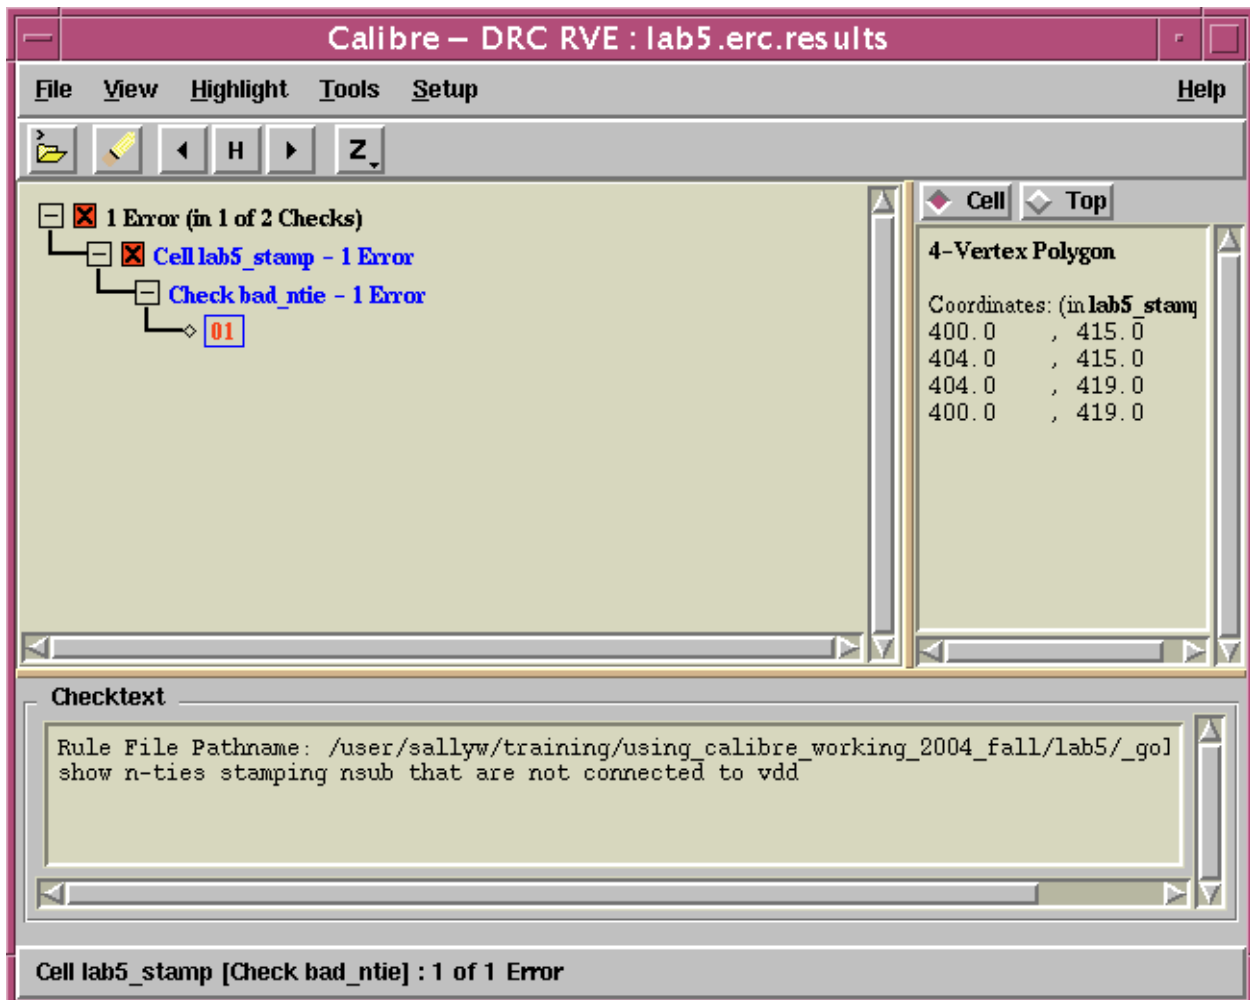 Calibre – DRC RVE : lab5.erc.results
File View Highlight Tools Setup Help
H Z
1 Error (in 1 of 2 Checks)
Cell lab5_stamp – 1 Error
Check bad_ntie – 1 Error
01
Cell Top
4-Vertex Polygon
Coordinates: (in lab5_stamp
400.0 , 415.0
404.0 , 415.0
404.0 , 419.0
400.0 , 419.0
Checktext
Rule File Pathname: /user/sallyw/training/using_calibre_working_2004_fall/lab5/_gol
show n-ties stamping nsub that are not connected to vdd
Cell lab5_stamp [Check bad_ntie] : 1 of 1 Error